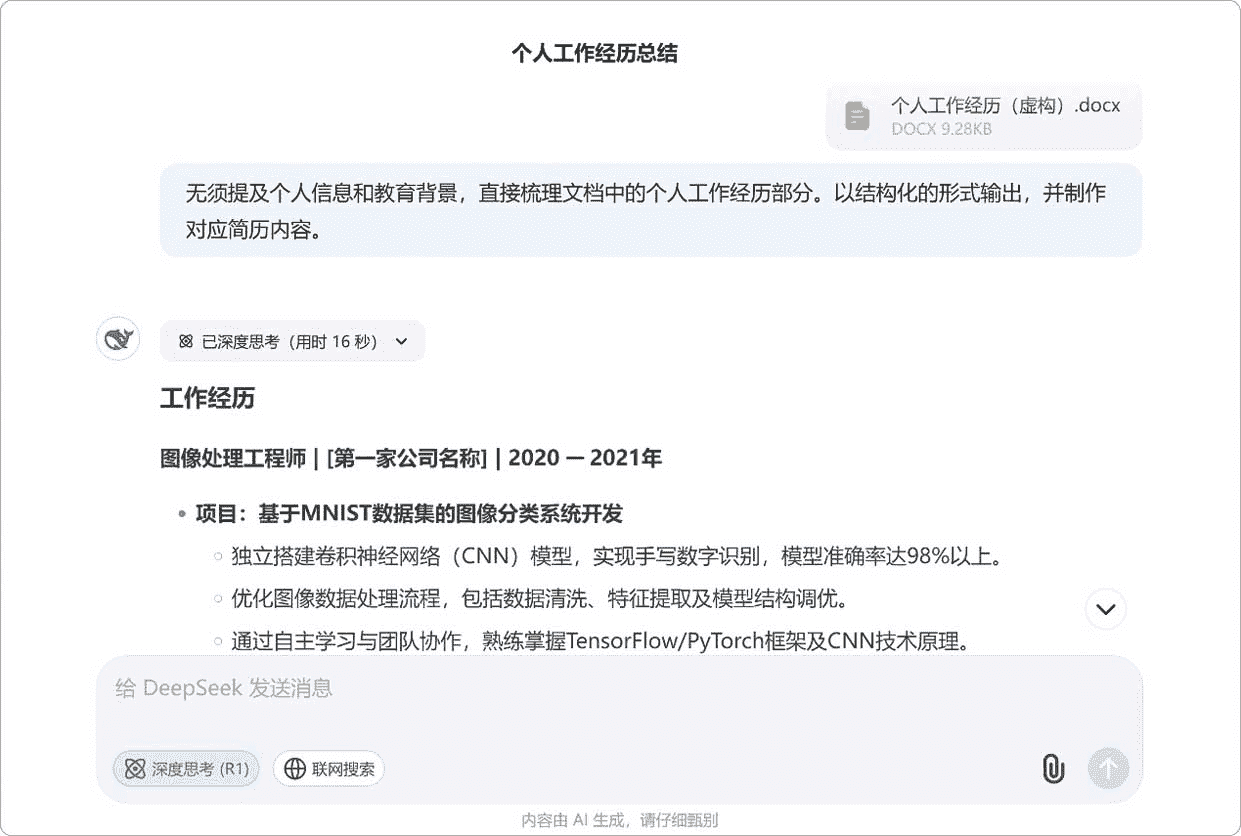 个人工作经历总结
个人工作经历（虚构）.docx
DOCX 9.28KB
无须提及个人信息和教育背景，直接梳理文档中的个人工作经历部分。以结构化的形式输出，并制作
对应简历内容。
已深度思考（用时 16 秒）
工作经历
图像处理工程师 | [第一家公司名称] | 2020 — 2021年
• 项目：基于MNIST数据集的图像分类系统开发
○ 独立搭建卷积神经网络（CNN）模型，实现手写数字识别，模型准确率达98%以上。
○ 优化图像数据处理流程，包括数据清洗、特征提取及模型结构调优。
○ 通过自主学习与团队协作，熟练掌握TensorFlow/PyTorch框架及CNN技术原理。
给 DeepSeek 发送消息
深度思考 (R1)
联网搜索
内容由 AI 生成，请仔细甄别